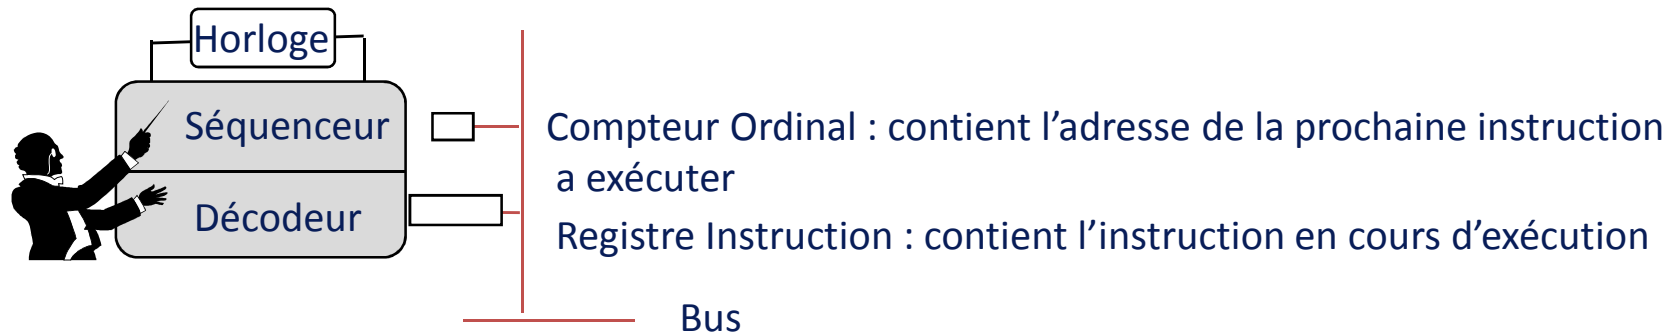 Horloge
Séquenceur
Compteur Ordinal : contient l’adresse de la prochaine instruction
a exécuter
Décodeur
Registre Instruction : contient l’instruction en cours d’exécution
Bus